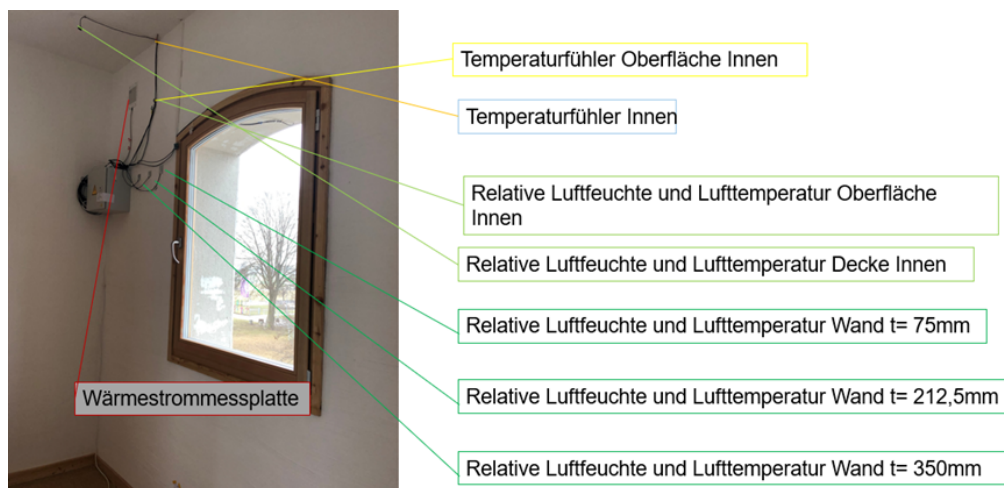 Temperaturfühler Oberfläche Innen
Temperaturfühler Innen
Relative Luftfeuchte und Lufttemperatur Oberfläche
Innen
Relative Luftfeuchte und Lufttemperatur Decke Innen
Relative Luftfeuchte und Lufttemperatur Wand t= 75mm
Wärmestrommessplatte
Relative Luftfeuchte und Lufttemperatur Wand t= 212,5mm
Relative Luftfeuchte und Lufttemperatur Wand t= 350mm